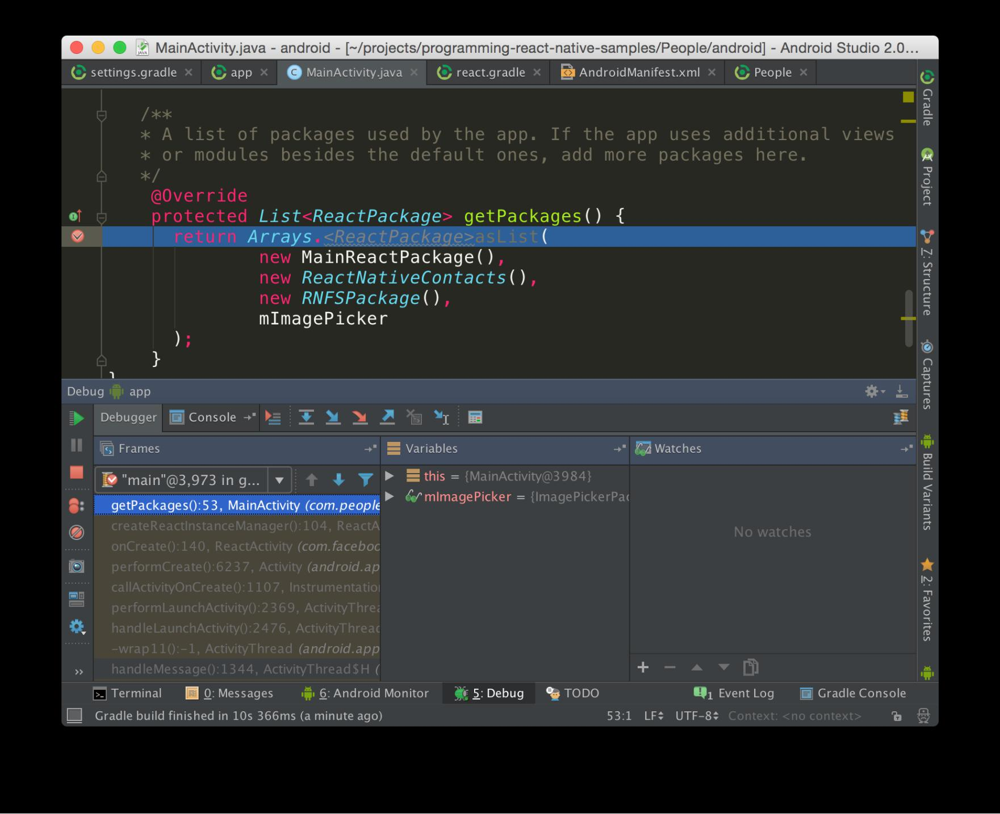 MainActivity.java - android - [~/projects/programming-react-native-samples/People/android] - Android Studio 2.0...
settings.gradle app MainActivity.java react.gradle AndroidManifest.xml People
/**
* A list of packages used by the app. If the app uses additional views
* or modules besides the default ones, add more packages here.
*/
@Override
protected List<ReactPackage> getPackages() {
return Arrays.<ReactPackage>asList(
new MainReactPackage(),
new ReactNativeContacts(),
new RNFSPackage(),
mImagePicker
);
}
}
Gradle
Project
7: Structure
Captures
Build Variants
2: Favorites
Debug app
Debugger Console
Frames Variables Watches
"main"@3,973 in g...
getPackages():53, MainActivity (com.people
createReactInstanceManager():104, ReactA
onCreate():140, ReactActivity (com.faceboo
performCreate():6237, Activity (android.ap
callActivityOnCreate():1107, Instrumentation
performLaunchActivity():2369, ActivityThrea
handleLaunchActivity():2476, ActivityThread
-wrap11():-1, ActivityThread (android.app
handleMessage():1344, ActivityThread$H (
this = {MainActivity@3984}
mImagePicker = {ImagePickerPac
No watches
Terminal 0: Messages 6: Android Monitor 5: Debug TODO 1 Event Log Gradle Console
Gradle build finished in 10s 366ms (a minute ago) 53:1 LF UTF-8 Context: <no context>